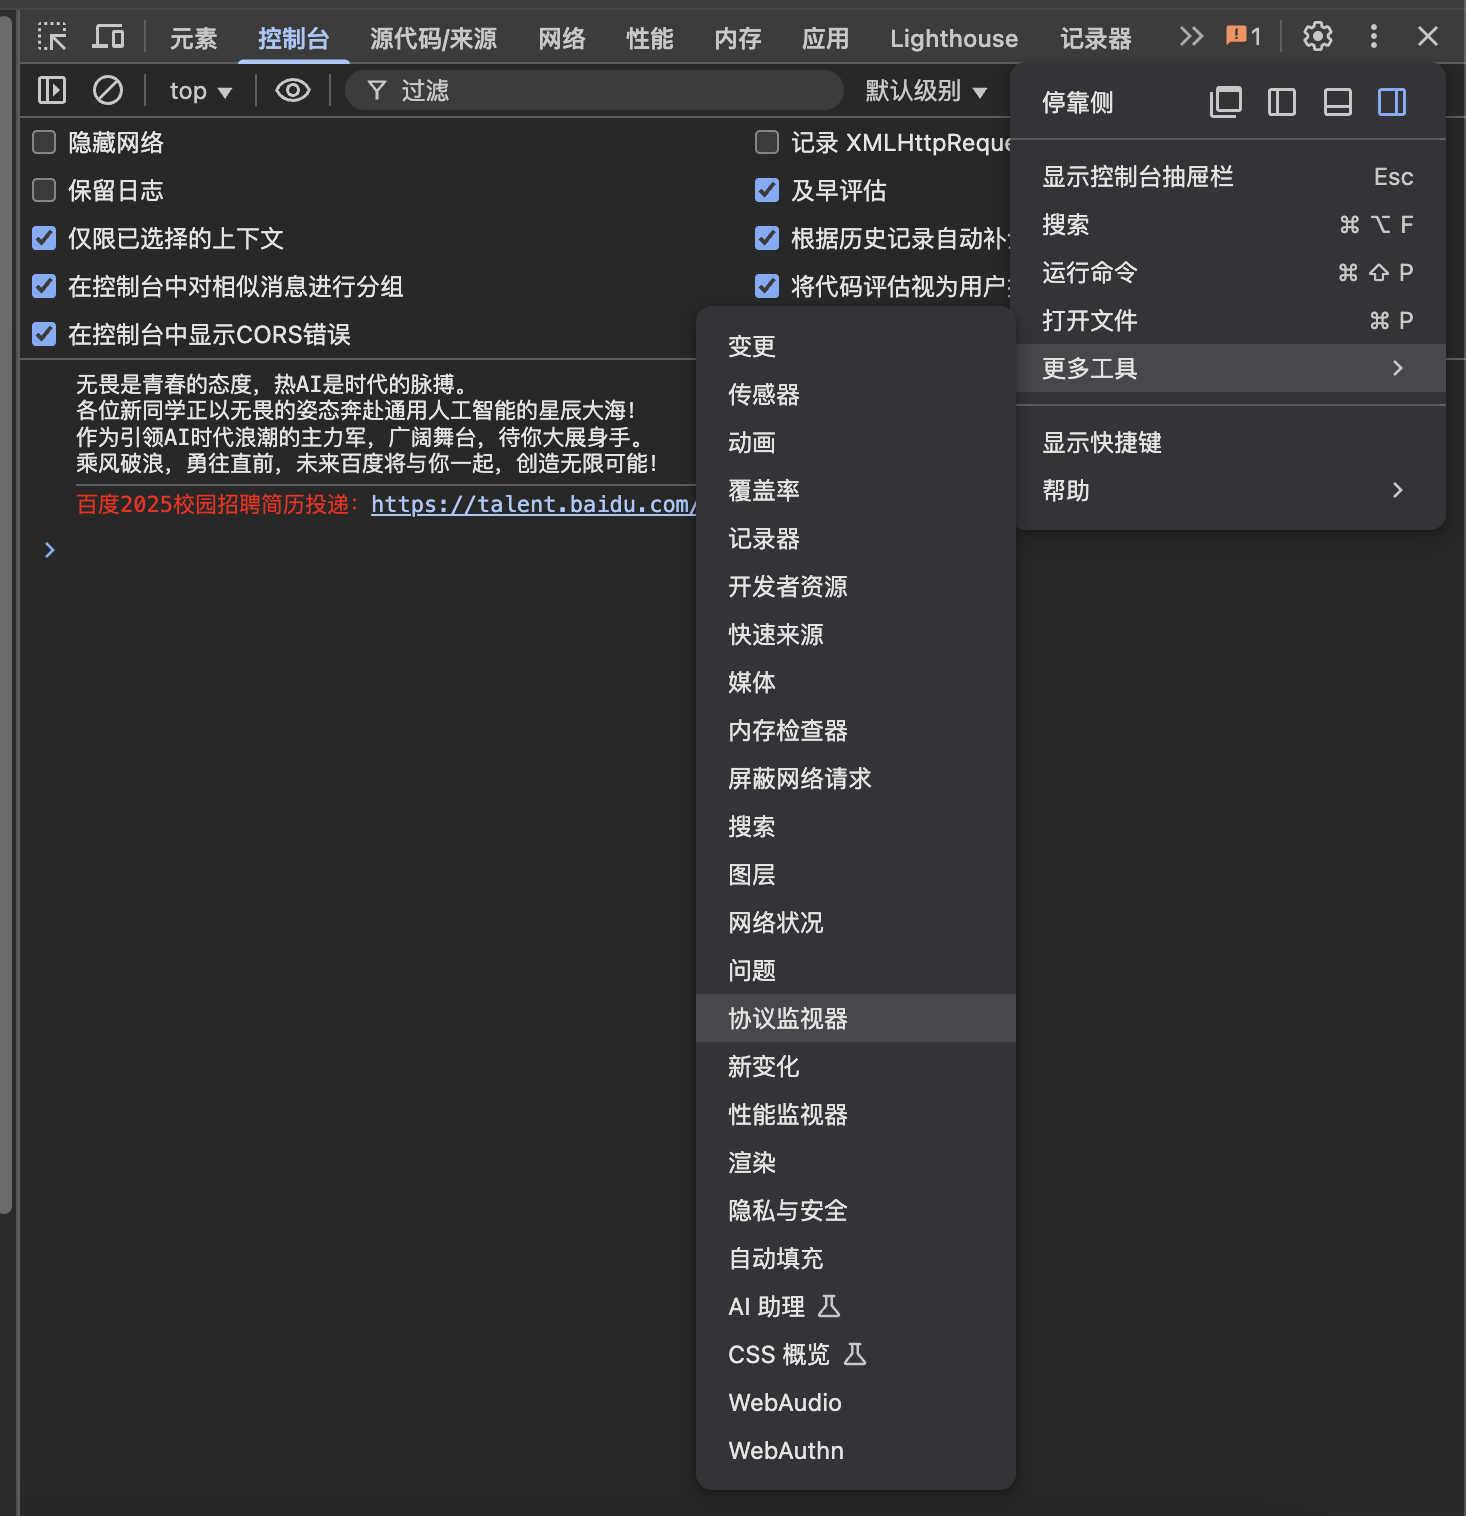 元素 控制台 源代码/来源 网络 性能 内存 应用 Lighthouse 记录器 1
top 过滤 默认级别
隐藏网络
保留日志
仅限已选择的上下文
在控制台中对相似消息进行分组
在控制台中显示CORS错误
记录 XMLHttpReque
及早评估
根据历史记录自动补
将代码评估视为用户
无畏是青春的态度，热AI是时代的脉搏。
各位新同学正以无畏的姿态奔赴通用人工智能的星辰大海！
作为引领AI时代浪潮的主力军，广阔舞台，待你大展身手。
乘风破浪，勇往直前，未来百度将与你一起，创造无限可能！
百度2025校园招聘简历投递：https://talent.baidu.com/
停靠侧
显示控制台抽屉栏 Esc
搜索 ⌘ ⌥ F
运行命令 ⌘ ⇧ P
打开文件 ⌘ P
更多工具
显示快捷键
帮助
变更
传感器
动画
覆盖率
记录器
开发者资源
快速来源
媒体
内存检查器
屏蔽网络请求
搜索
图层
网络状况
问题
协议监视器
新变化
性能监视器
渲染
隐私与安全
自动填充
AI 助理
CSS 概览
WebAudio
WebAuthn